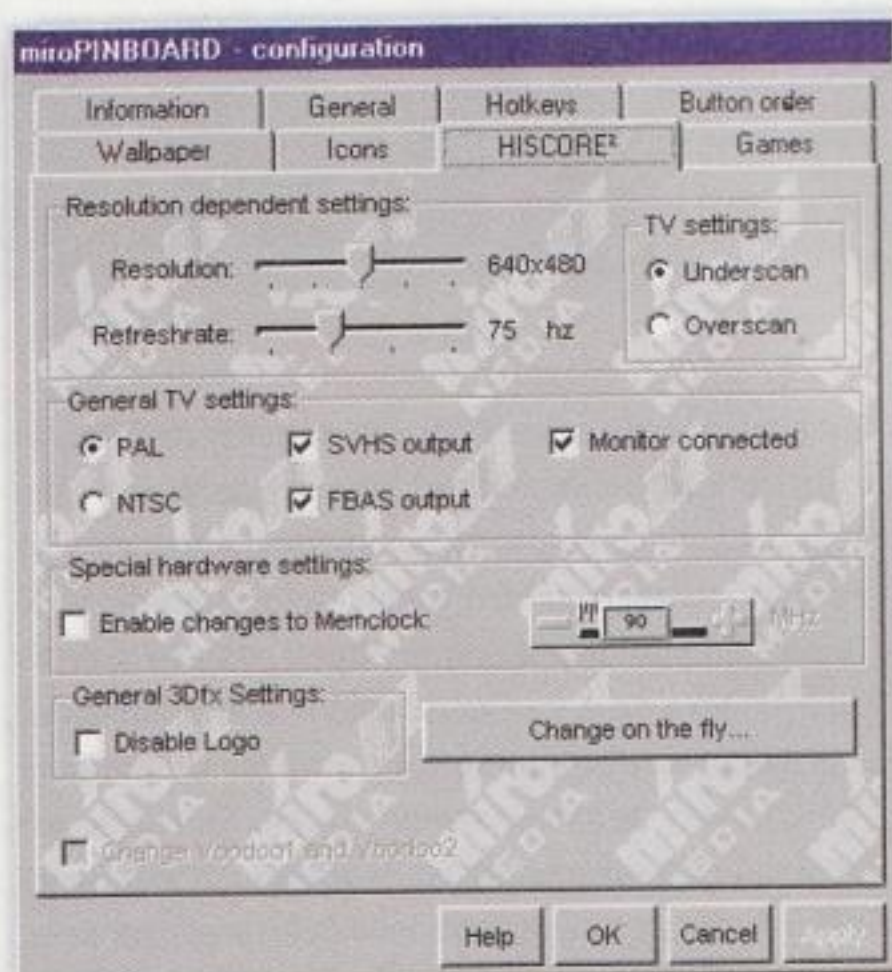 miroPINBOARD - configuration
Information General Hotkeys Button order
Wallpaper Icons HISCORE² Games
Resolution dependent settings:
TV settings:
Resolution: 640x480
Underscan
Refreshrate: 75 hz
Overscan
General TV settings:
PAL SVHS output Monitor connected
NTSC FBAS output
Special hardware settings:
Enable changes to Memclock: 90 MHz
General 3Dfx Settings:
Disable Logo
Change on the fly...
Change Voodoo1 and Voodoo2
Help OK Cancel Apply
miro MEDIA